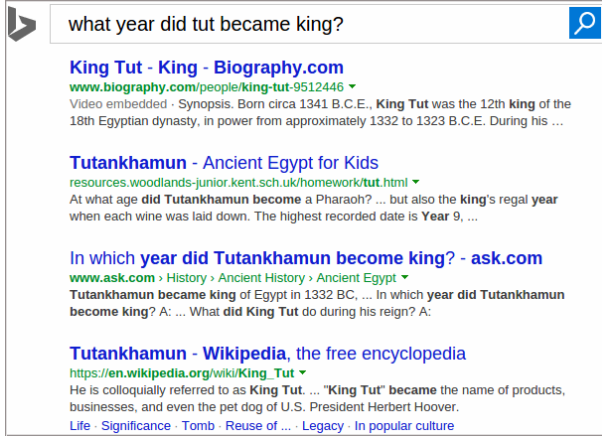 what year did tut became king?
King Tut - King - Biography.com
www.biography.com/people/king-tut-9512446
Video embedded · Synopsis. Born circa 1341 B.C.E., King Tut was the 12th king of the
18th Egyptian dynasty, in power from approximately 1332 to 1323 B.C.E. During his ...
Tutankhamun - Ancient Egypt for Kids
resources.woodlands-junior.kent.sch.uk/homework/tut.html
At what age did Tutankhamun become a Pharaoh? ... but also the king's regal year
when each wine was laid down. The highest recorded date is Year 9, ...
In which year did Tutankhamun become king? - ask.com
www.ask.com › History › Ancient History › Ancient Egypt
Tutankhamun became king of Egypt in 1332 BC, ... In which year did Tutankhamun
become king? A: ... What did King Tut do during his reign? A:
Tutankhamun - Wikipedia, the free encyclopedia
https://en.wikipedia.org/wiki/King_Tut
He is colloquially referred to as King Tut. ... "King Tut" became the name of products,
businesses, and even the pet dog of U.S. President Herbert Hoover.
Life · Significance · Tomb · Reuse of ... · Legacy · In popular culture